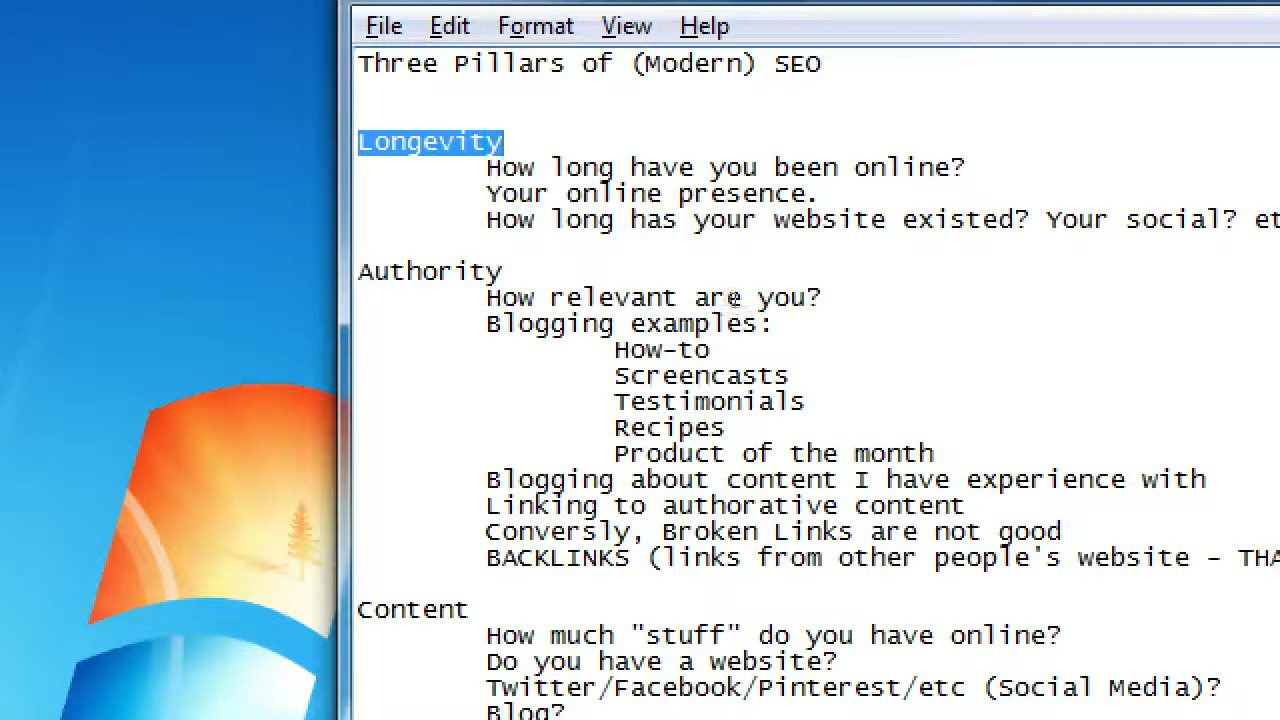 File Edit Format View Help
Three Pillars of (Modern) SEO
Longevity
How long have you been online?
Your online presence.
How long has your website existed? Your social? et
Authority
How relevant are you?
Blogging examples:
How-to
Screencasts
Testimonials
Recipes
Product of the month
Blogging about content I have experience with
Linking to authorative content
Conversly, Broken Links are not good
BACKLINKS (links from other people's website - THA
Content
How much "stuff" do you have online?
Do you have a website?
Twitter/Facebook/Pinterest/etc (Social Media)?
Blog?